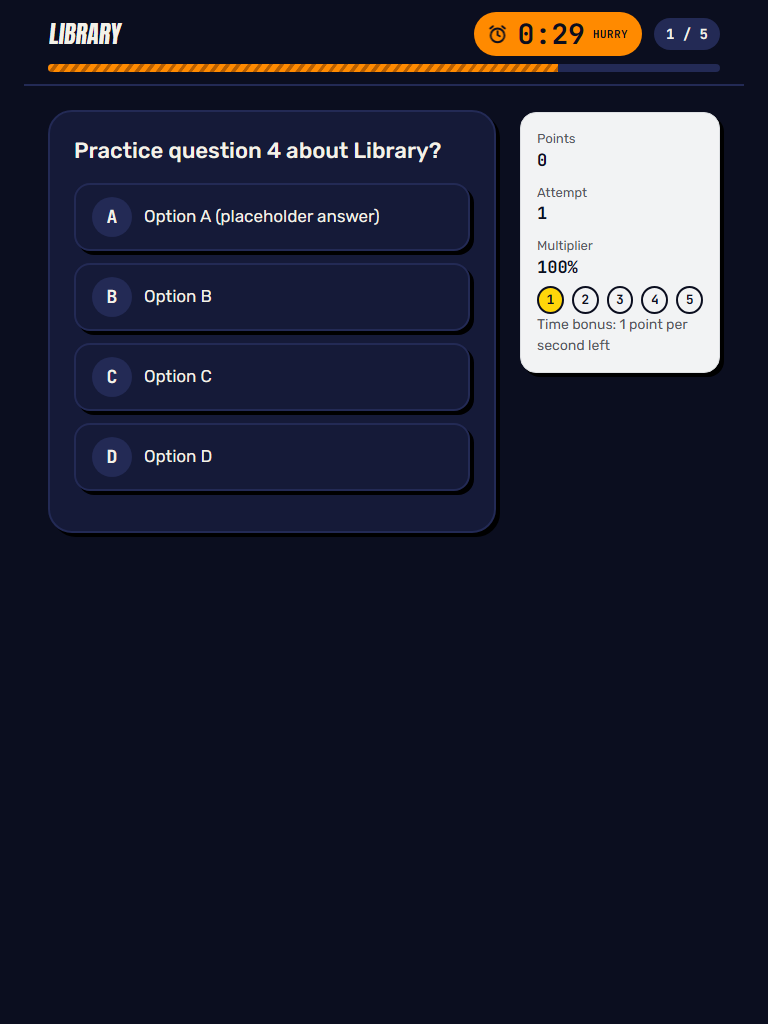 LIBRARY
0:29 HURRY
1 / 5
Practice question 4 about Library?
A Option A (placeholder answer)
B Option B
C Option C
D Option D
Points
0
Attempt
1
Multiplier
100%
1 2 3 4 5
Time bonus: 1 point per
second left